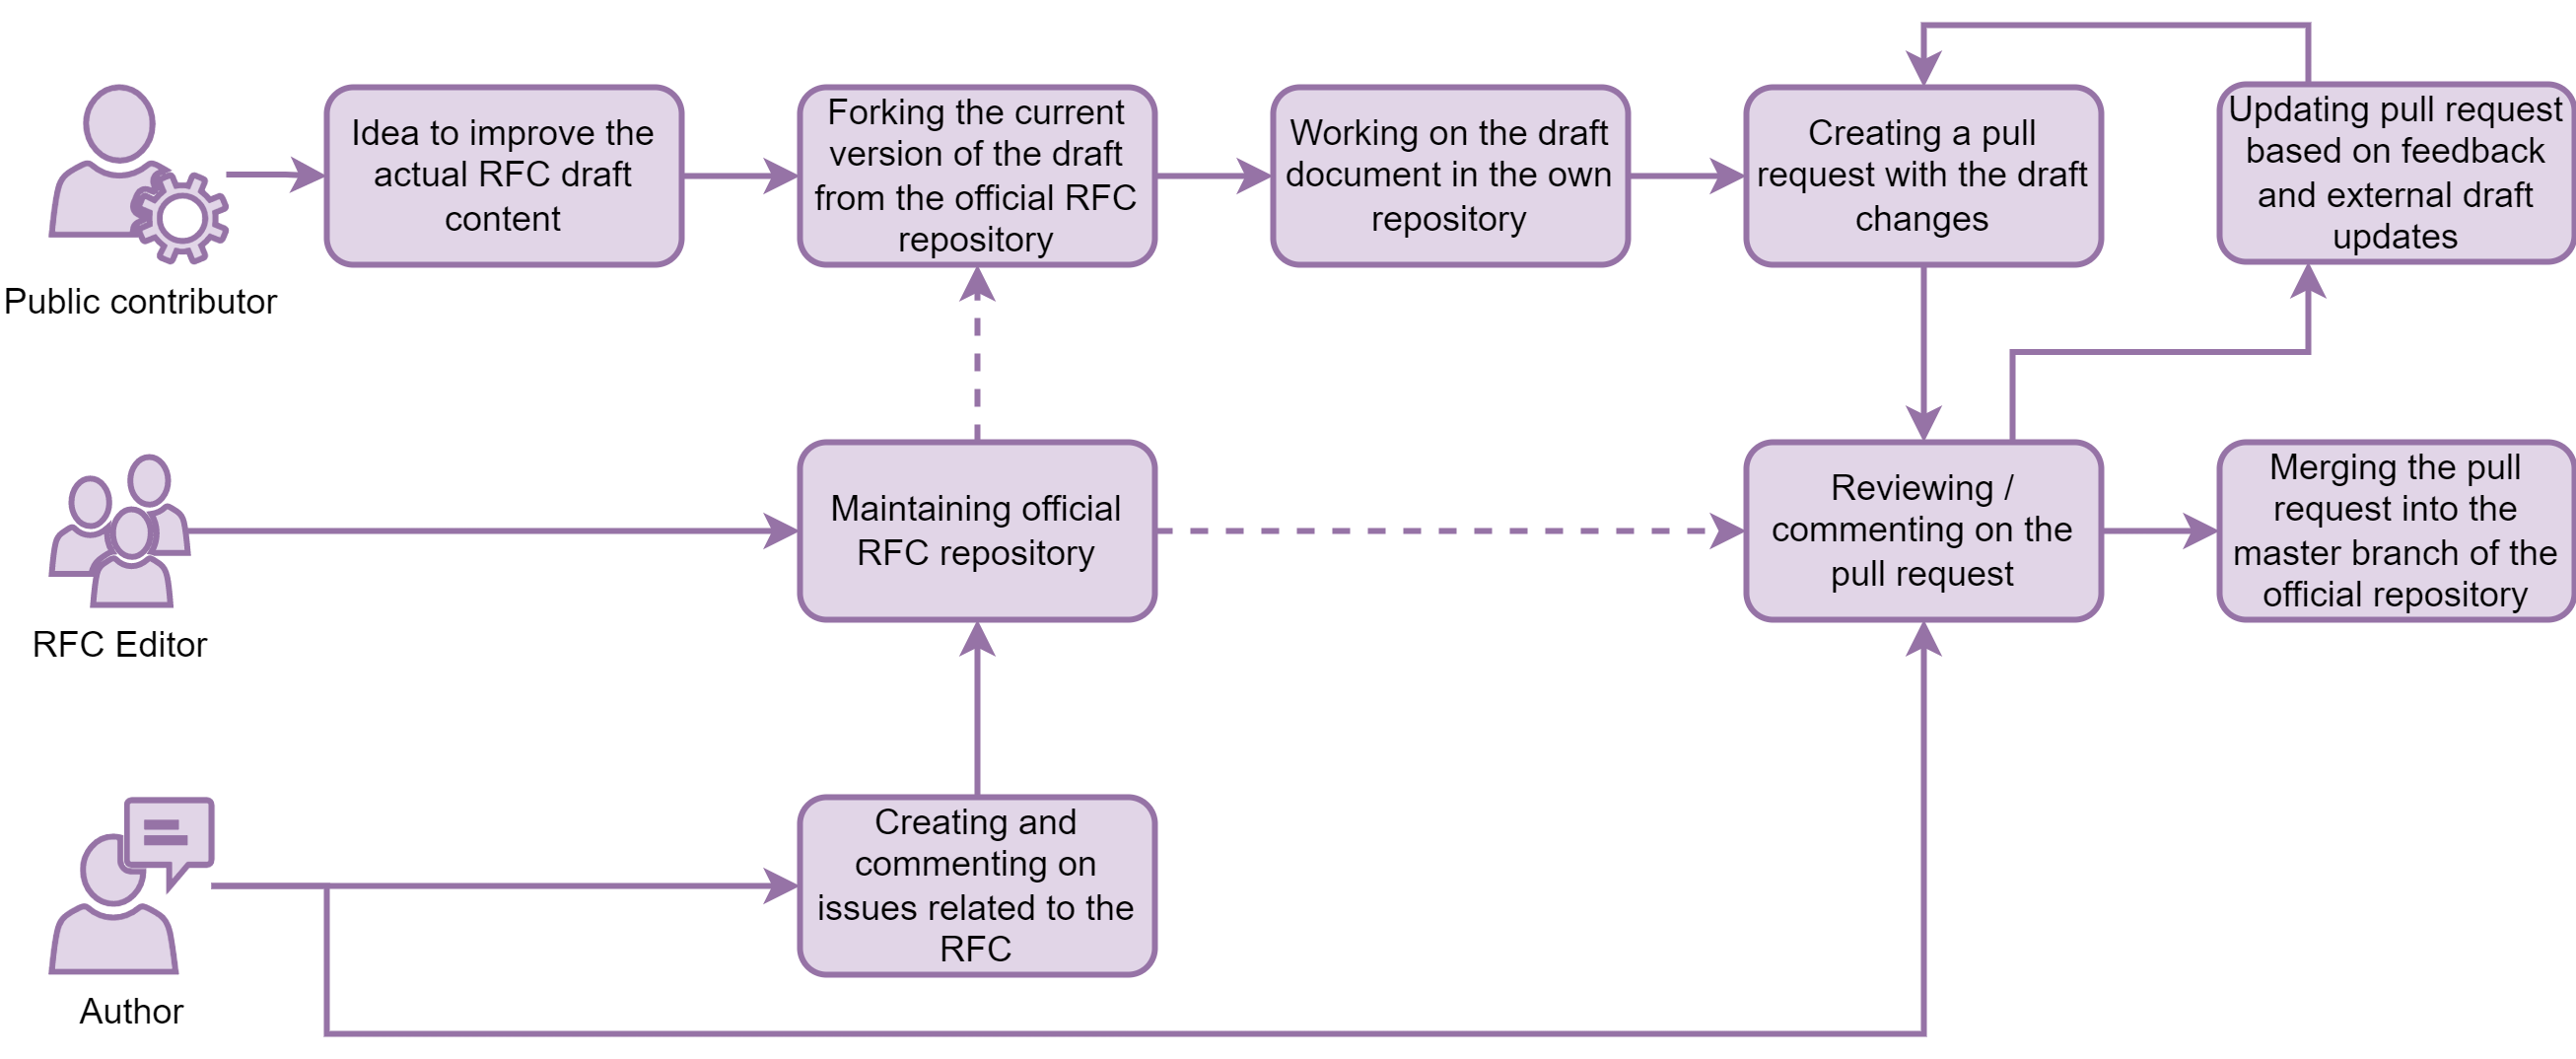 Idea to improve the
actual RFC draft
content
Forking the current
version of the draft
from the official RFC
repository
Working on the draft
document in the own
repository
Creating a pull
request with the draft
changes
Updating pull request
based on feedback
and external draft
updates
Public contributor
Maintaining official
RFC repository
Reviewing /
commenting on the
pull request
Merging the pull
request into the
master branch of the
official repository
RFC Editor
Creating and
commenting on
issues related to the
RFC
Author